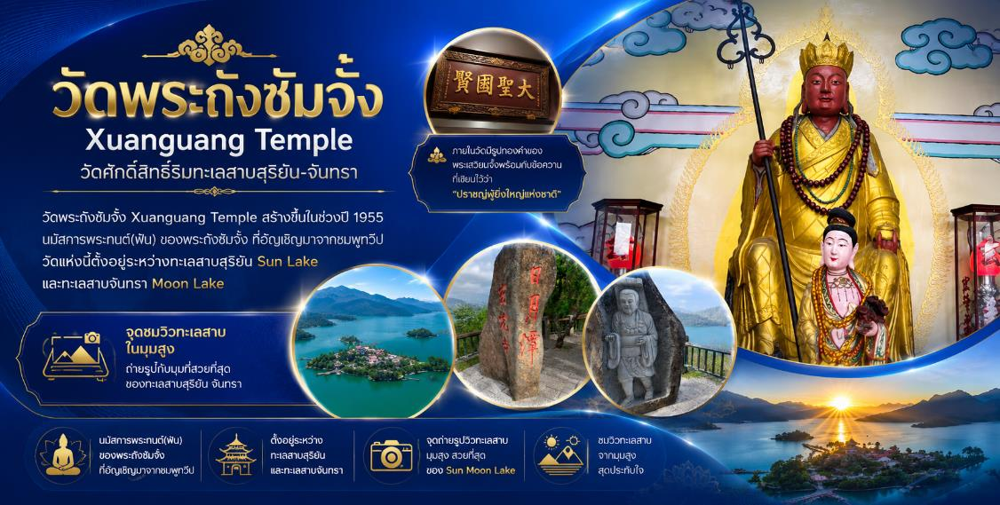 วัดพระถังซัมจั๋ง
Xuanguang Temple
วัดศักดิ์สิทธิ์ริมทะเลสาบสุริยัน-จันทรา
วัดพระถังซัมจั๋ง Xuanguang Temple สร้างขึ้นในช่วงปี 1955
นมัสการพระทนต์(ฟัน) ของพระถังซัมจั๋ง ที่อัญเชิญมาจากชมพูทวีป
วัดแห่งนี้ตั้งอยู่ระหว่างทะเลสาบสุริยัน Sun Lake
และทะเลสาบจันทรา Moon Lake
賢國聖大
ภายในวัดมีรูปทองคำของ
พระเสวียนจั้งพร้อมกับข้อความ
ที่เขียนไว้ว่า
“ปราชญ์ผู้ยิ่งใหญ่แห่งชาติ”
จุดชมวิวทะเลสาบ
ในมุมสูง
ถ่ายรูปกับมุมที่สวยที่สุด
ของทะเลสาบสุริยัน จันทรา
日月潭
玄光寺
นมัสการพระทนต์(ฟัน)
ของพระถังซัมจั๋ง
ที่อัญเชิญมาจากชมพูทวีป
ตั้งอยู่ระหว่าง
ทะเลสาบสุริยัน
และทะเลสาบจันทรา
จุดถ่ายรูปวิวทะเลสาบ
มุมสูง สวยที่สุด
ของ Sun Moon Lake
ชมวิวทะเลสาบ
จากมุมสูง
สุดประทับใจ